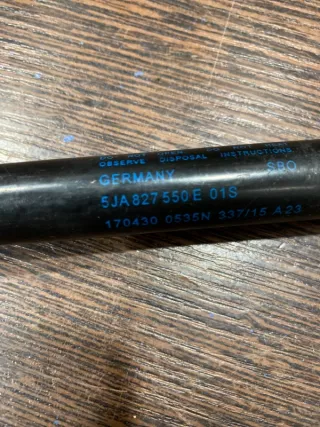 OBSERVE DISPOSAL INSTRUCTIONS
GERMANY SBO
5JA 827 550 E 01S
170430 0535N 337/15 A23